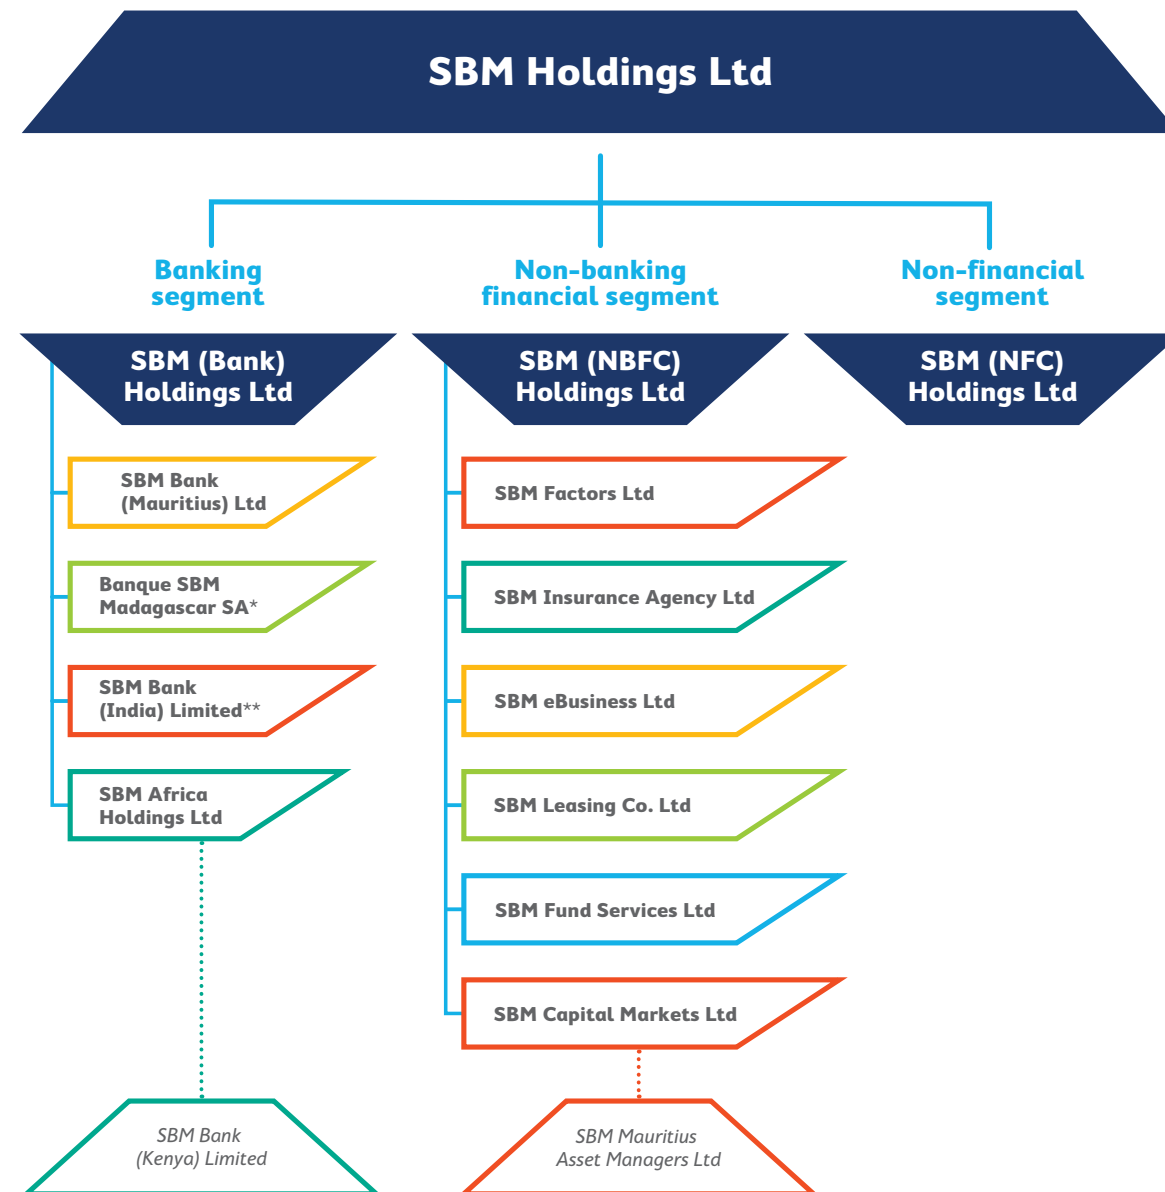 SBM Holdings Ltd
Banking
segment
Non-banking
financial segment
Non-financial
segment
SBM (Bank)
Holdings Ltd
SBM (NBFC)
Holdings Ltd
SBM (NFC)
Holdings Ltd
SBM Bank
(Mauritius) Ltd
Banque SBM
Madagascar SA*
SBM Bank
(India) Limited**
SBM Africa
Holdings Ltd
SBM Bank
(Kenya) Limited
SBM Factors Ltd
SBM Insurance Agency Ltd
SBM eBusiness Ltd
SBM Leasing Co. Ltd
SBM Fund Services Ltd
SBM Capital Markets Ltd
SBM Mauritius
Asset Managers Ltd